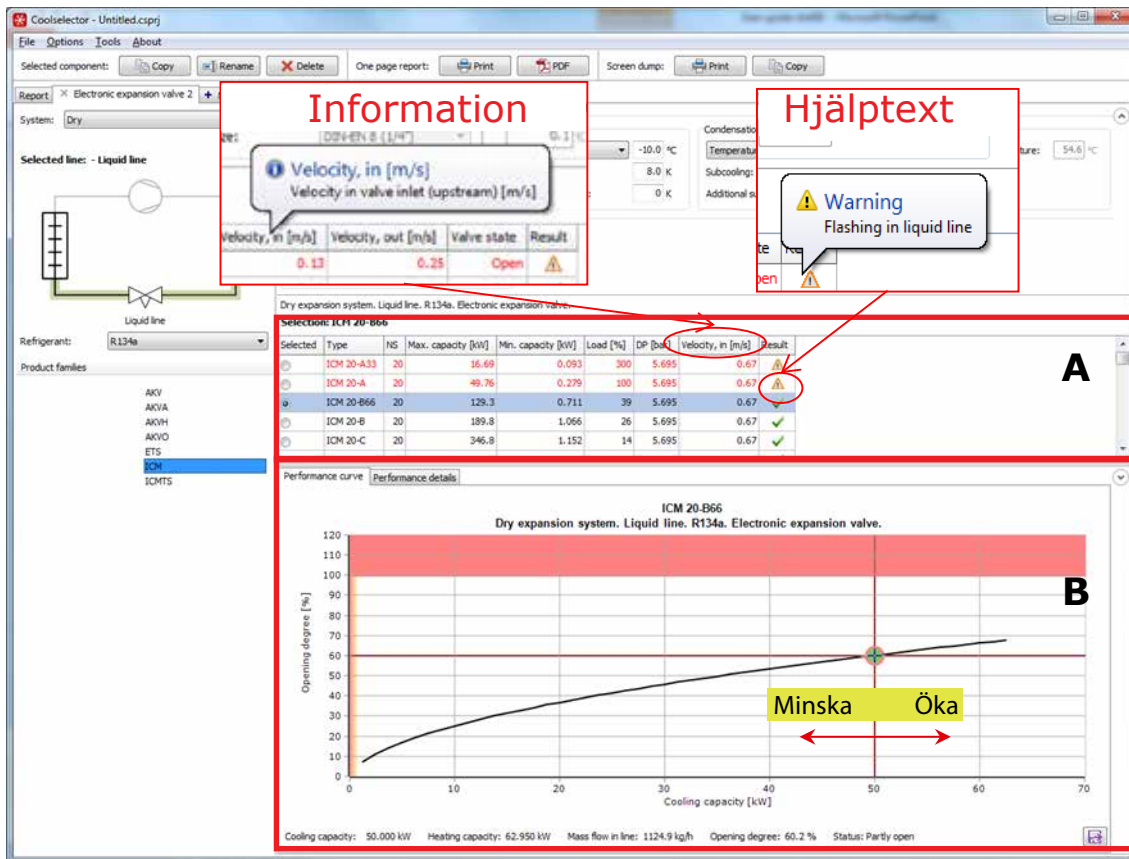 Coolselector - Untitled.csprj
File Options Tools About
Selected component: Copy Rename Delete One page report: Print PDF Screen dump: Print Copy
Report Electronic expansion valve 2
System: Dry
Selected line: - Liquid line
Liquid line
Refrigerant: R134a
Product families
AKV
AKVA
AKVH
AKVO
ETS
ICM
ICMTS
Information
DIN-EN 8 (1/4")
Velocity, in [m/s]
Velocity in valve inlet (upstream) [m/s]
Velocity, in [m/s] Velocity, out [m/s] Valve state Result
0.13 0.25 Open
-10.0 °C
8.0 K
0 K
Hjälptext
54.6 °C
Subcooling:
Warning
Flashing in liquid line
Dry expansion system. Liquid line. R134a. Electronic expansion valve.
Selection: ICM 20-B66
Selected Type NS Max. capacity [kW] Min. capacity [kW] Load [%] DP [bar] Velocity, in [m/s] Result
ICM 20-A33 20 16.69 0.093 300 5.695 0.67
ICM 20-A 20 49.76 0.279 100 5.695 0.67
ICM 20-B66 20 129.3 0.711 39 5.695 0.67
ICM 20-B 20 189.8 1.066 26 5.695 0.67
ICM 20-C 20 346.8 1.152 14 5.695 0.67
A
Performance curve Performance details
ICM 20-B66
Dry expansion system. Liquid line. R134a. Electronic expansion valve.
Opening degree [%]
120
110
100
90
80
70
60
50
40
30
20
10
0
B
Minska Öka
0 10 20 30 40 50 60 70
Cooling capacity [kW]
Cooling capacity: 50.000 kW Heating capacity: 62.950 kW Mass flow in line: 1124.9 kg/h Opening degree: 60.2 % Status: Partly open